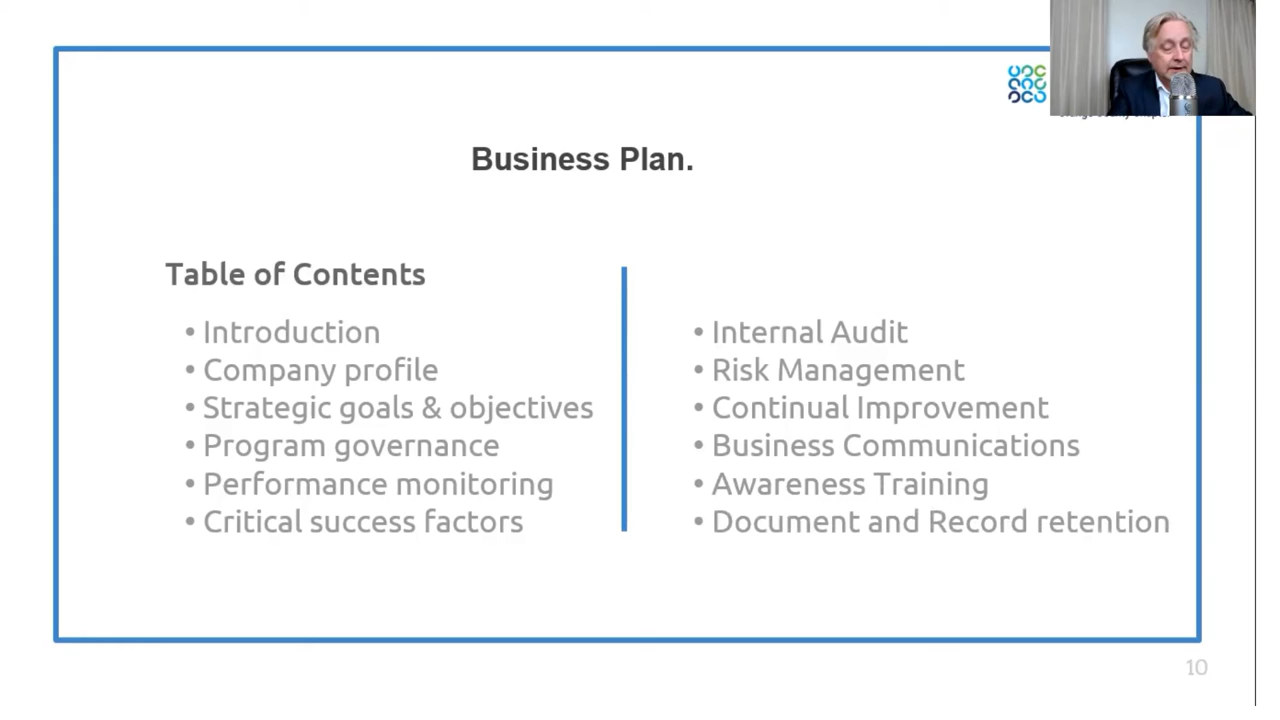 Business Plan.
Table of Contents
• Introduction
• Company profile
• Strategic goals & objectives
• Program governance
• Performance monitoring
• Critical success factors
• Internal Audit
• Risk Management
• Continual Improvement
• Business Communications
• Awareness Training
• Document and Record retention
10